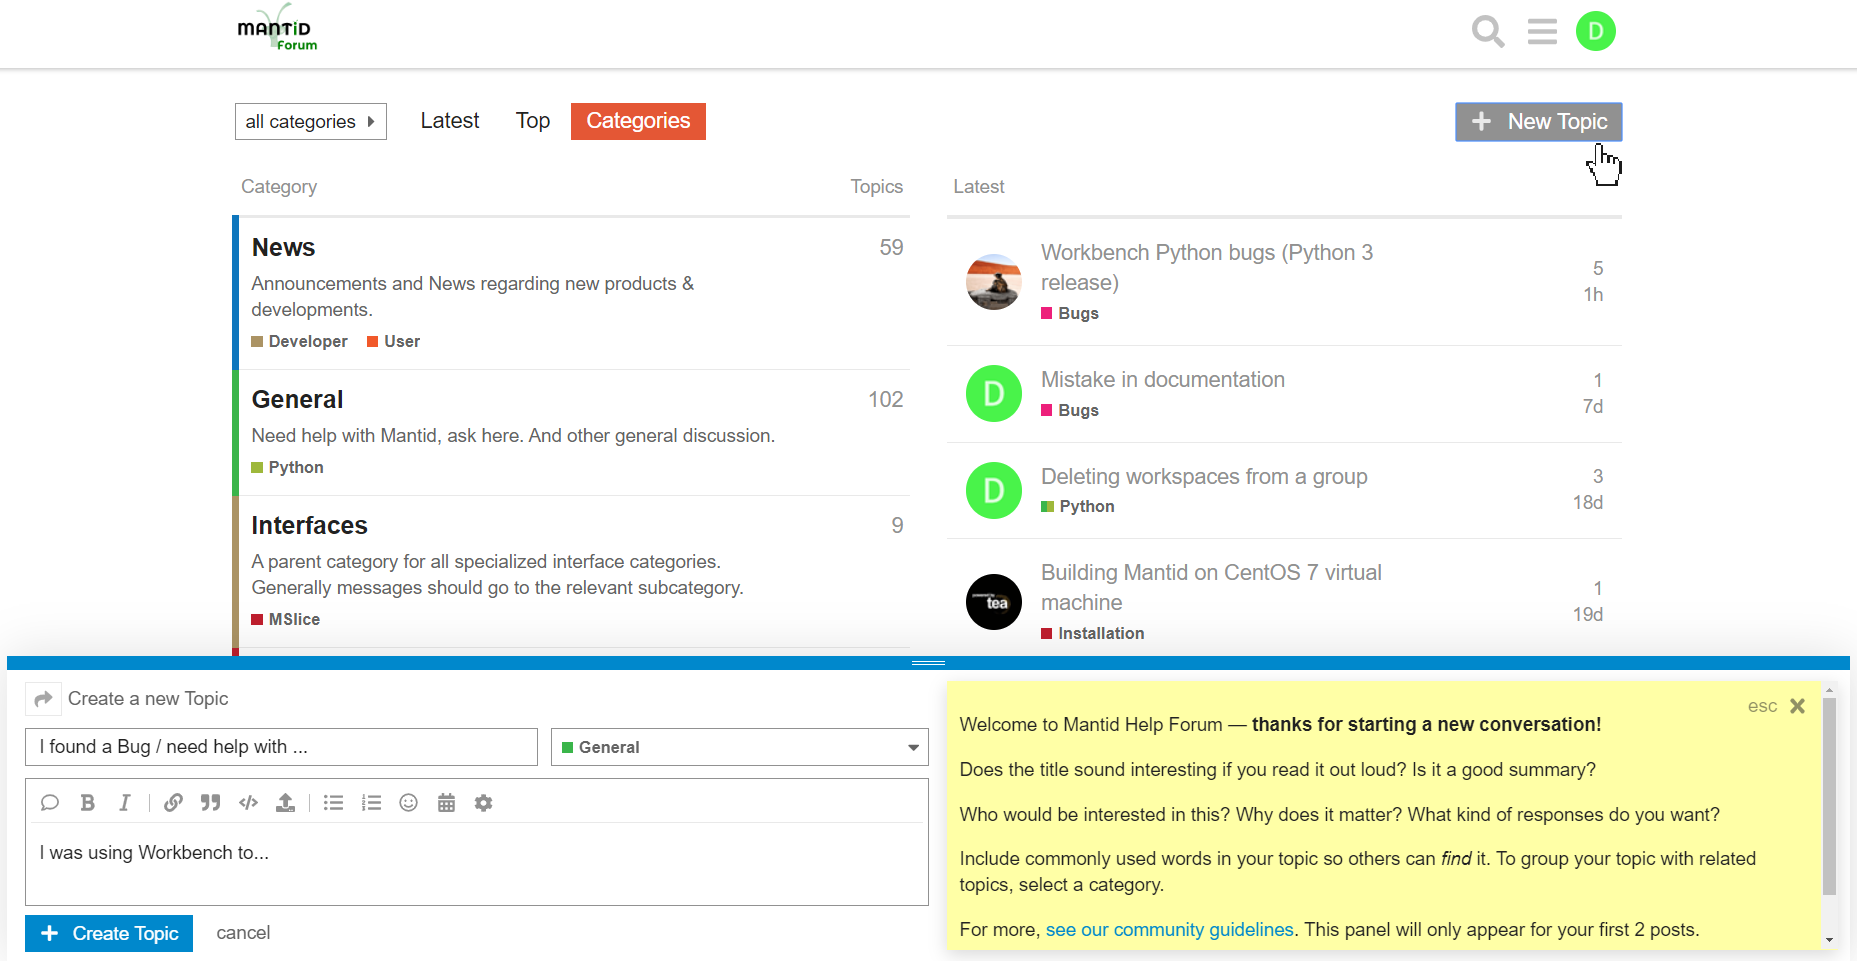 MANTID
Forum
D
all categories
Latest
Top
Categories
+ New Topic
Category
Topics
Latest
News
59
Announcements and News regarding new products &
developments.
Developer
User
General
102
Need help with Mantid, ask here. And other general discussion.
Python
Interfaces
9
A parent category for all specialized interface categories.
Generally messages should go to the relevant subcategory.
MSlice
Workbench Python bugs (Python 3
release)
5
1h
Bugs
D
Mistake in documentation
1
7d
Bugs
D
Deleting workspaces from a group
3
18d
Python
tea
Building Mantid on CentOS 7 virtual
machine
1
19d
Installation
Create a new Topic
I found a Bug / need help with ...
General
B I
I was using Workbench to...
+ Create Topic
cancel
esc
Welcome to Mantid Help Forum — thanks for starting a new conversation!
Does the title sound interesting if you read it out loud? Is it a good summary?
Who would be interested in this? Why does it matter? What kind of responses do you want?
Include commonly used words in your topic so others can find it. To group your topic with related
topics, select a category.
For more, see our community guidelines. This panel will only appear for your first 2 posts.